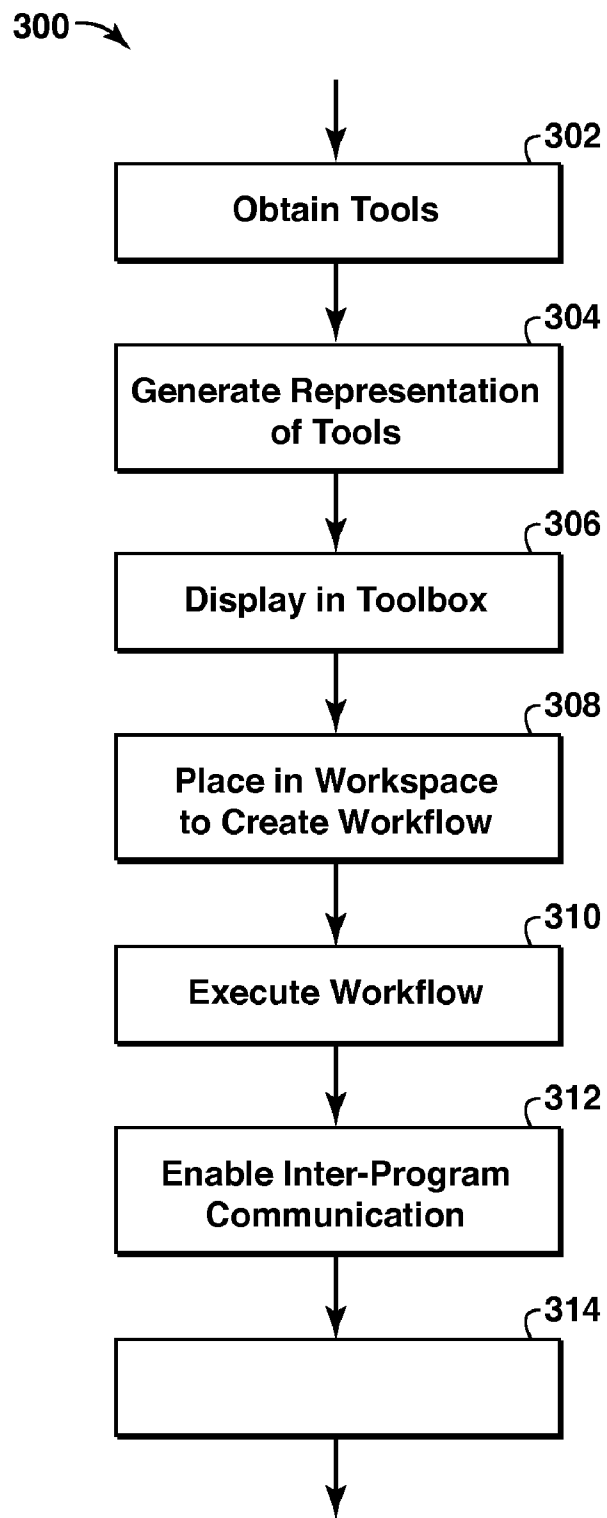 300
302
Obtain Tools
304
Generate Representation
of Tools
306
Display in Toolbox
308
Place in Workspace
to Create Workflow
310
Execute Workflow
312
Enable Inter-Program
Communication
314